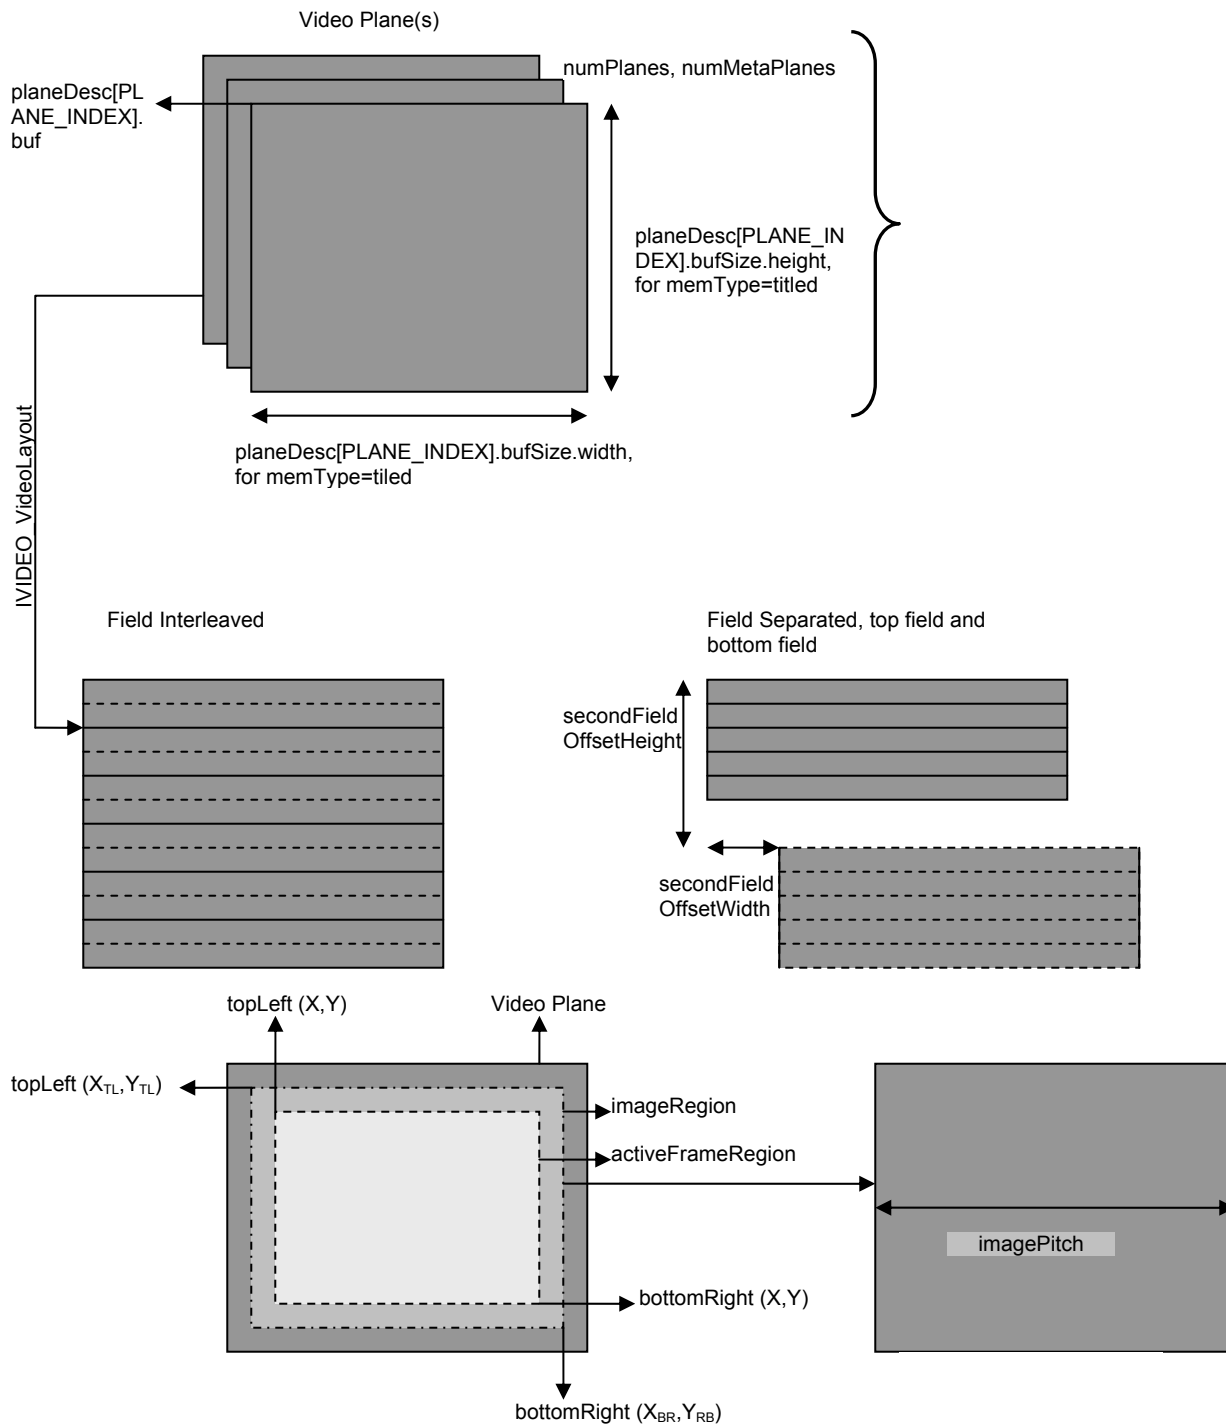 Video Plane(s)
numPlanes, numMetaPlanes
planeDesc[PL
ANE_INDEX].
buf
planeDesc[PLANE_IN
DEX].bufSize.height,
for memType=titled
planeDesc[PLANE_INDEX].bufSize.width,
for memType=tiled
IVIDEO_VideoLayout
Field Interleaved
Field Separated, top field and
bottom field
secondField
OffsetHeight
secondField
OffsetWidth
topLeft (X,Y)
Video Plane
topLeft (XTL,YTL)
imageRegion
activeFrameRegion
imagePitch
bottomRight (X,Y)
bottomRight (XBR,YRB)